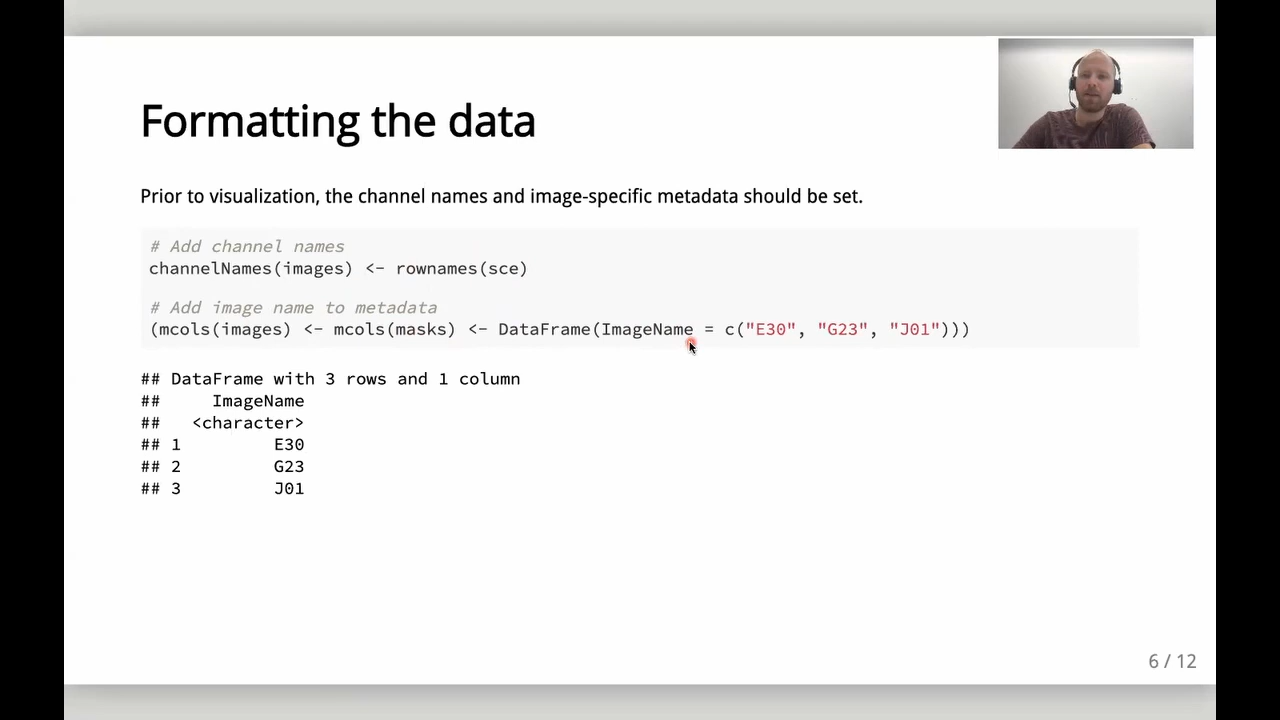 Formatting the data
Prior to visualization, the channel names and image-specific metadata should be set.
# Add channel names
channelNames(images) <- rownames(sce)
# Add image name to metadata
(mcols(images) <- mcols(masks) <- DataFrame(ImageName = c("E30", "G23", "J01")))
## DataFrame with 3 rows and 1 column
##     ImageName
##   <character>
## 1         E30
## 2         G23
## 3         J01
6 / 12